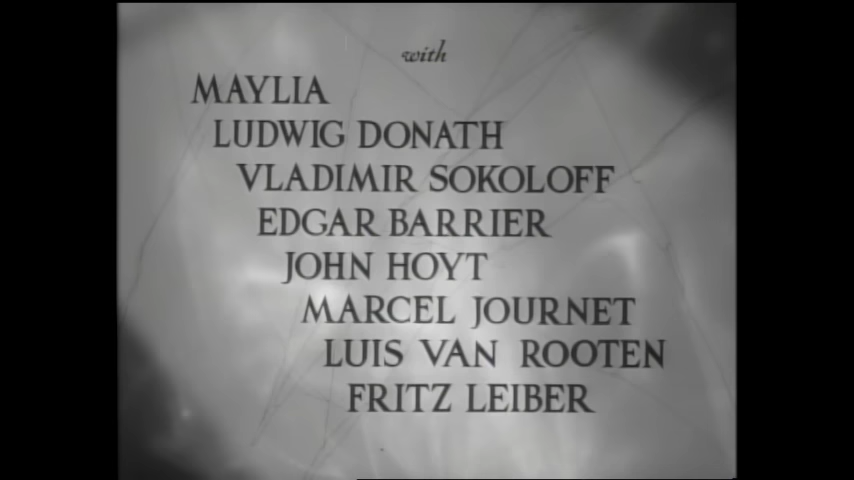 with
MAYLIA
LUDWIG DONATH
VLADIMIR SOKOLOFF
EDGAR BARRIER
JOHN HOYT
MARCEL JOURNET
LUIS VAN ROOTEN
FRITZ LEIBER